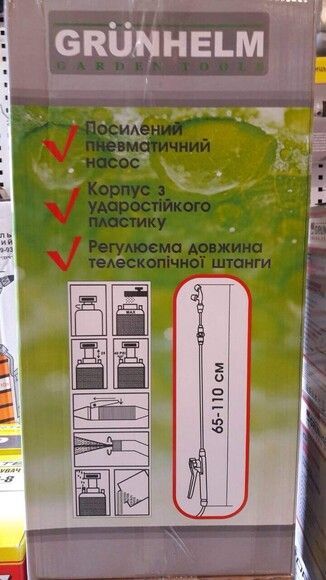 GRÜNHELM
GARDEN TOOLS
Посилений
пневматичний
насос
Корпус з
ударостійкого
пластику
Регулюєма довжина
телескопічної штанги
MAX
65-110 см